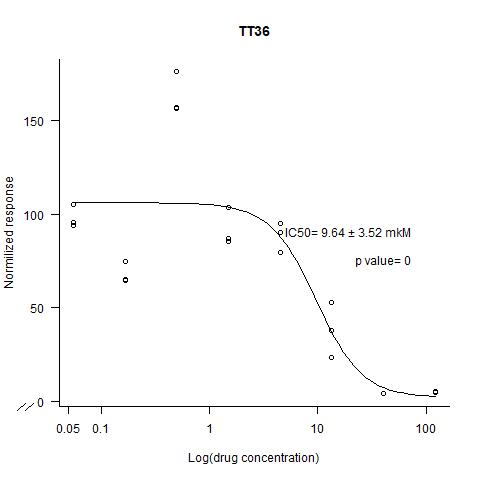 TT36
150
100
50
0
Normilized response
IC50= 9.64 ± 3.52 mkM
p value= 0
0.05 0.1 1 10 100
Log(drug concentration)